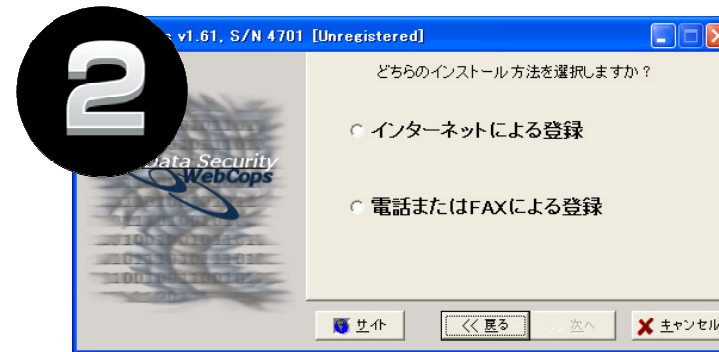 2
v1.61, S/N 4701 [Unregistered]
どちらのインストール方法を選択しますか？
インターネットによる登録
Data Security
WebCops
電話またはFAXによる登録
サイト
<< 戻る
>> 次へ
キャンセル